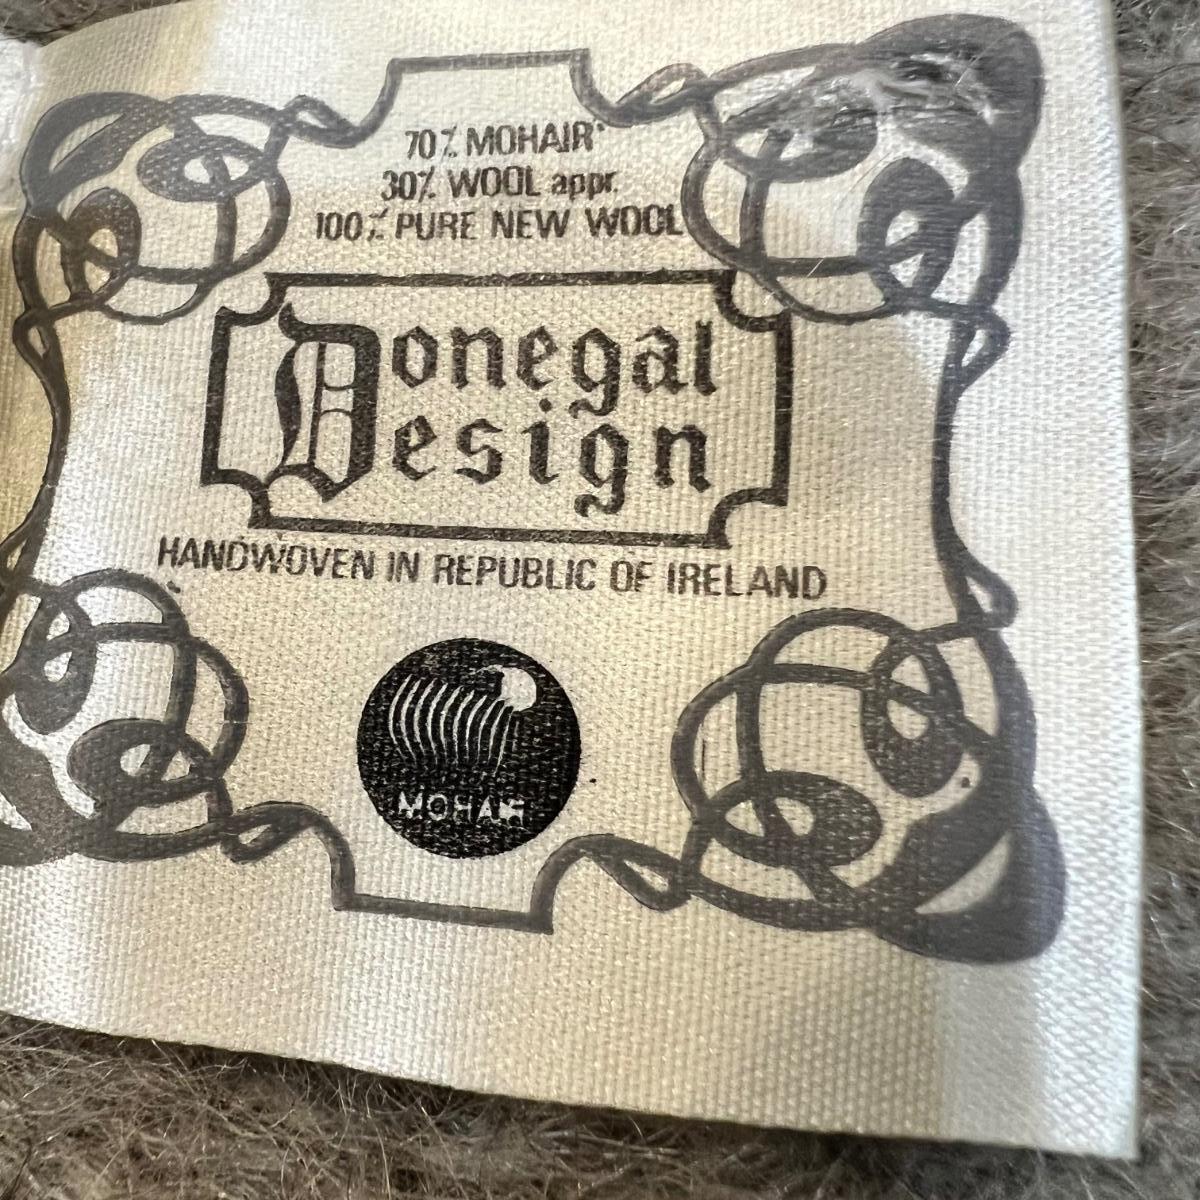 70% MOHAIR
30% WOOL appr.
100% PURE NEW WOOL
Donegal
Design
HANDWOVEN IN REPUBLIC OF IRELAND
MOHAIR